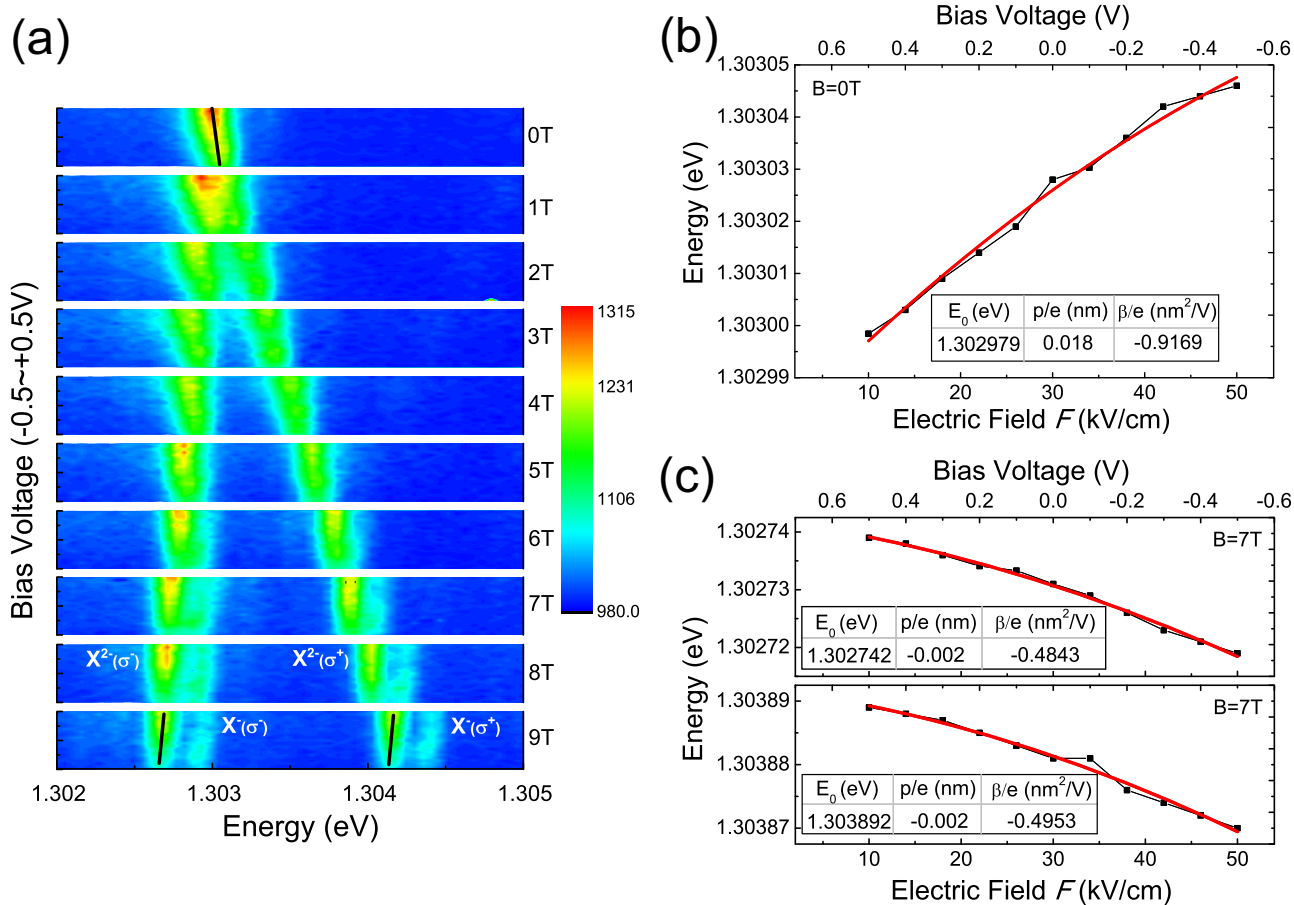 (a)
Bias Voltage (-0.5~+0.5V)
0T
1T
2T
3T
4T
5T
6T
7T
8T
9T
X²⁻(σ⁻)
X²⁻(σ⁺)
X⁻(σ⁻)
X⁻(σ⁺)
1.302
1.303
1.304
1.305
Energy (eV)
1315
1231
1106
980.0
(b)
Bias Voltage (V)
0.6 0.4 0.2 0.0 -0.2 -0.4 -0.6
B=0T
Energy (eV)
1.30305
1.30304
1.30303
1.30302
1.30301
1.30300
1.30299
E₀ (eV) p/e (nm) β/e (nm²/V)
1.302979 0.018 -0.9169
10 20 30 40 50
Electric Field F (kV/cm)
(c)
Bias Voltage (V)
0.6 0.4 0.2 0.0 -0.2 -0.4 -0.6
B=7T
Energy (eV)
1.30274
1.30273
1.30272
E₀ (eV) p/e (nm) β/e (nm²/V)
1.302742 -0.002 -0.4843
B=7T
1.30389
1.30388
1.30387
E₀ (eV) p/e (nm) β/e (nm²/V)
1.303892 -0.002 -0.4953
10 20 30 40 50
Electric Field F (kV/cm)